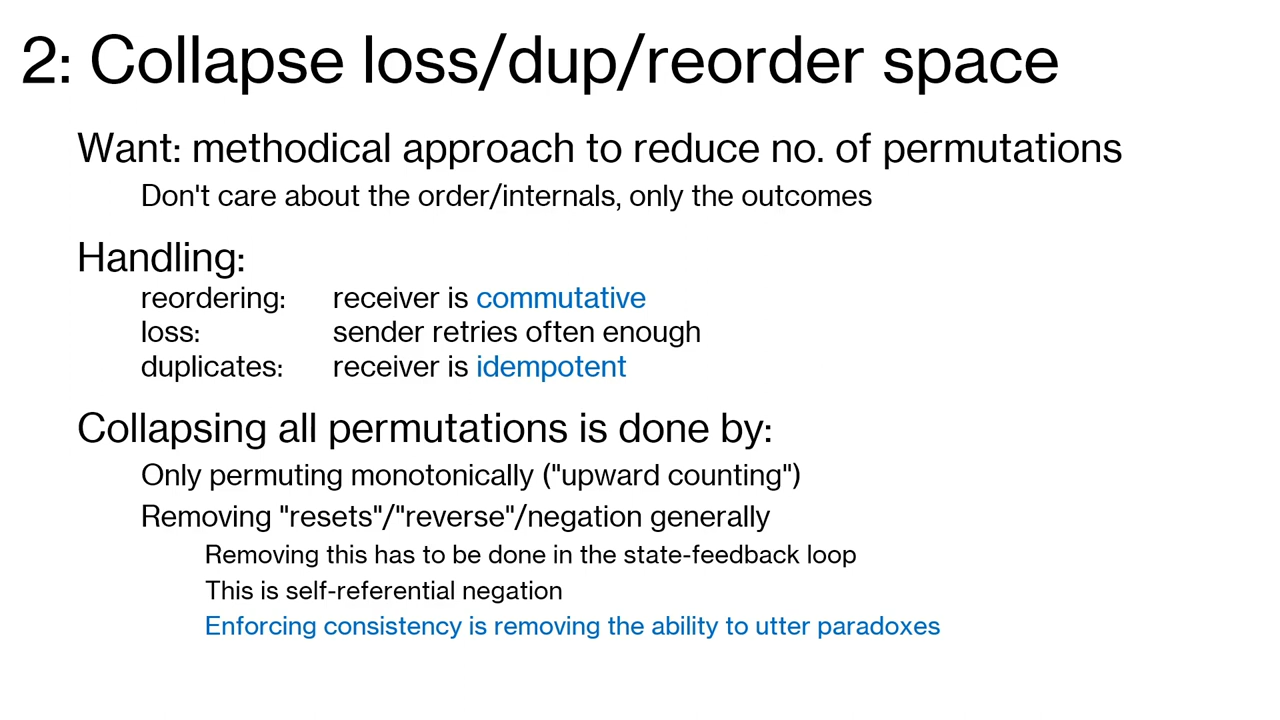 2: Collapse loss/dup/reorder space
Want: methodical approach to reduce no. of permutations
Don't care about the order/internals, only the outcomes
Handling:
reordering: receiver is commutative
loss: sender retries often enough
duplicates: receiver is idempotent
Collapsing all permutations is done by:
Only permuting monotonically ("upward counting")
Removing "resets"/"reverse"/negation generally
Removing this has to be done in the state-feedback loop
This is self-referential negation
Enforcing consistency is removing the ability to utter paradoxes